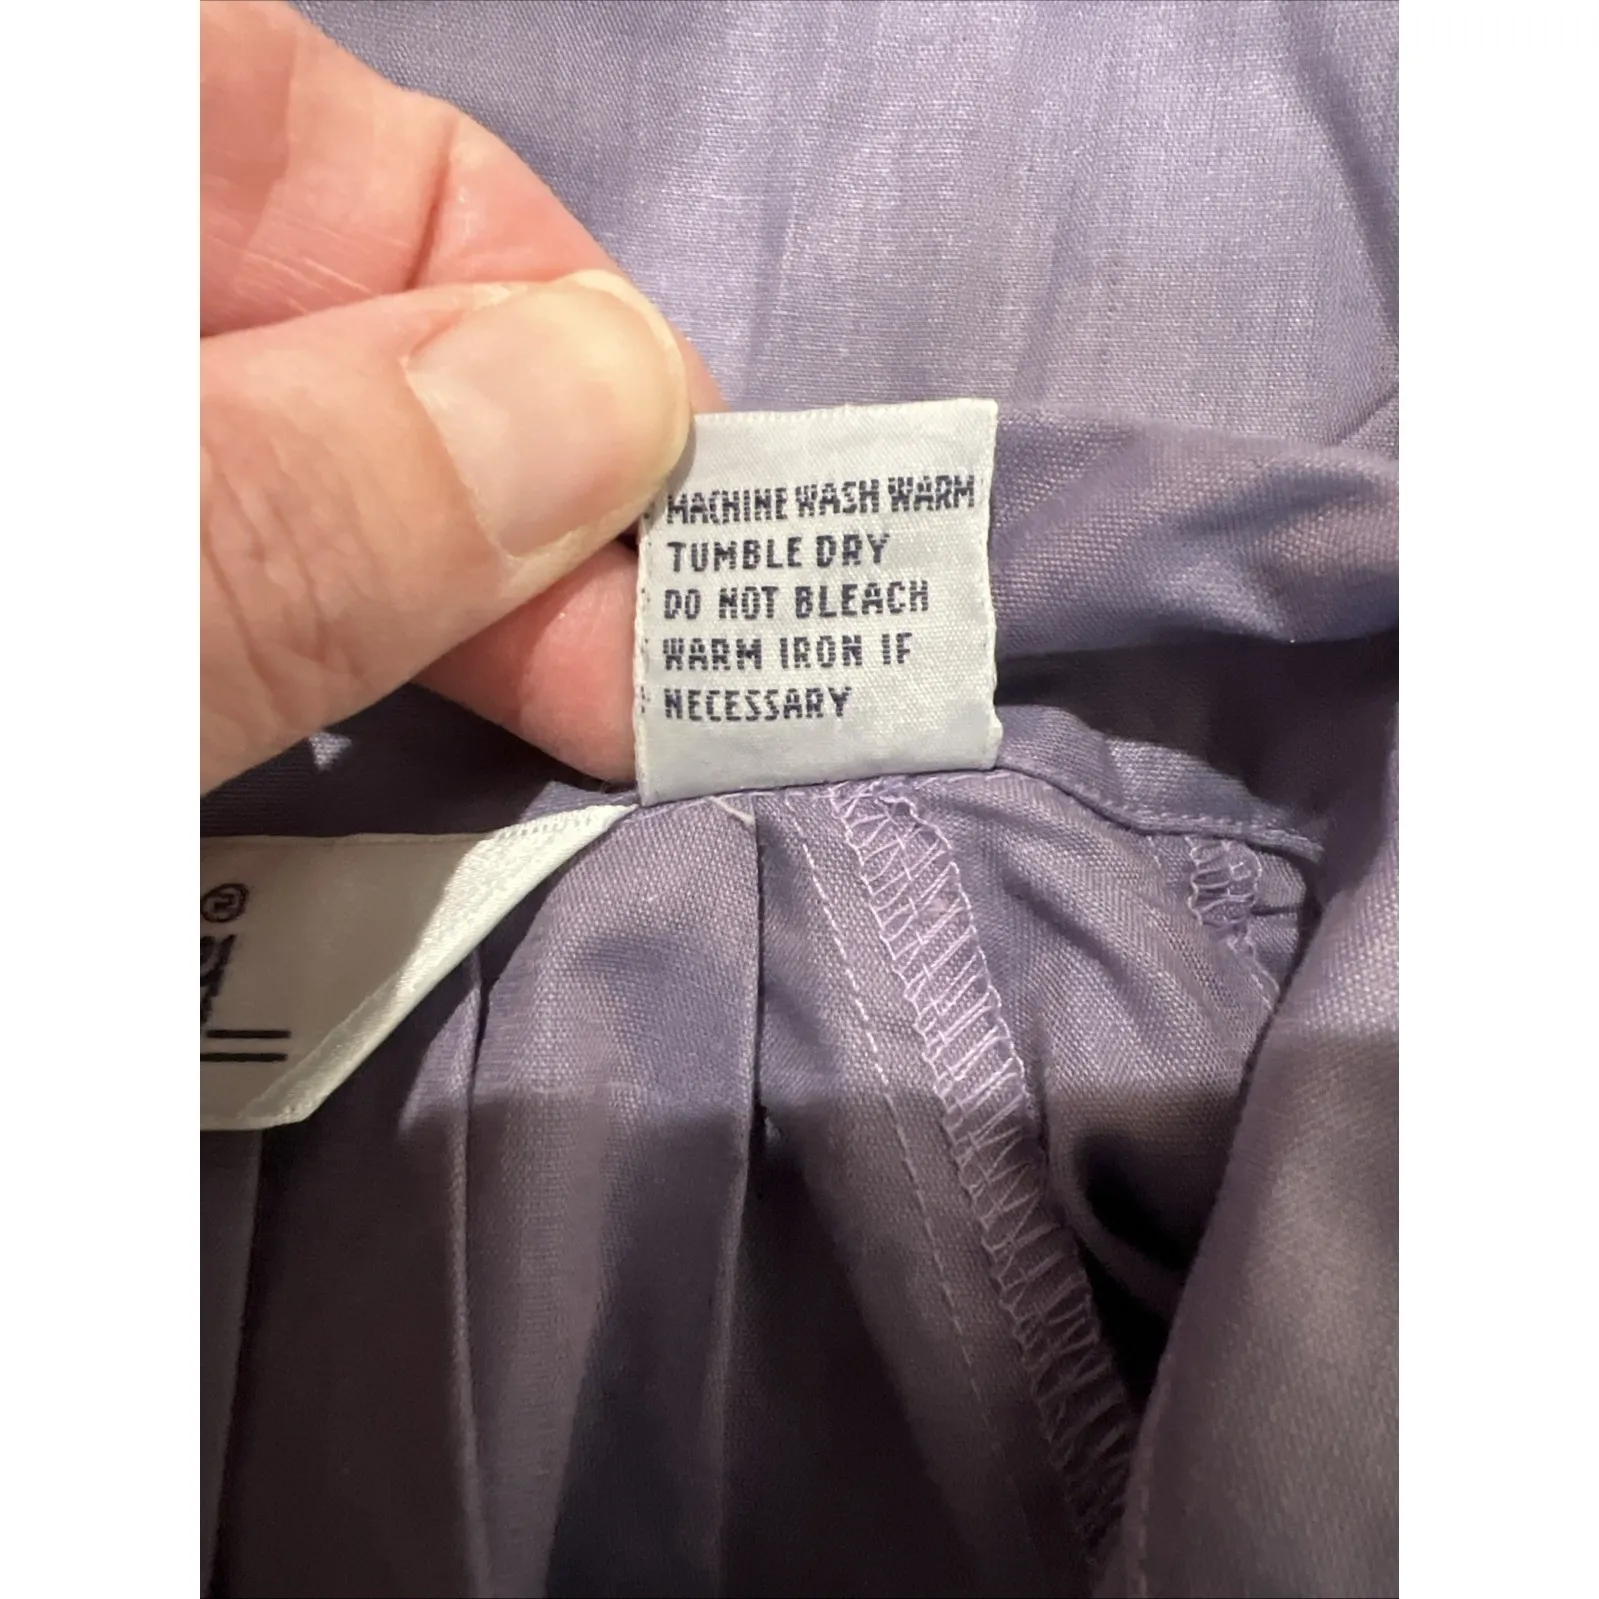 MACHINE WASH WARM
TUMBLE DRY
DO NOT BLEACH
WARM IRON IF
NECESSARY
®